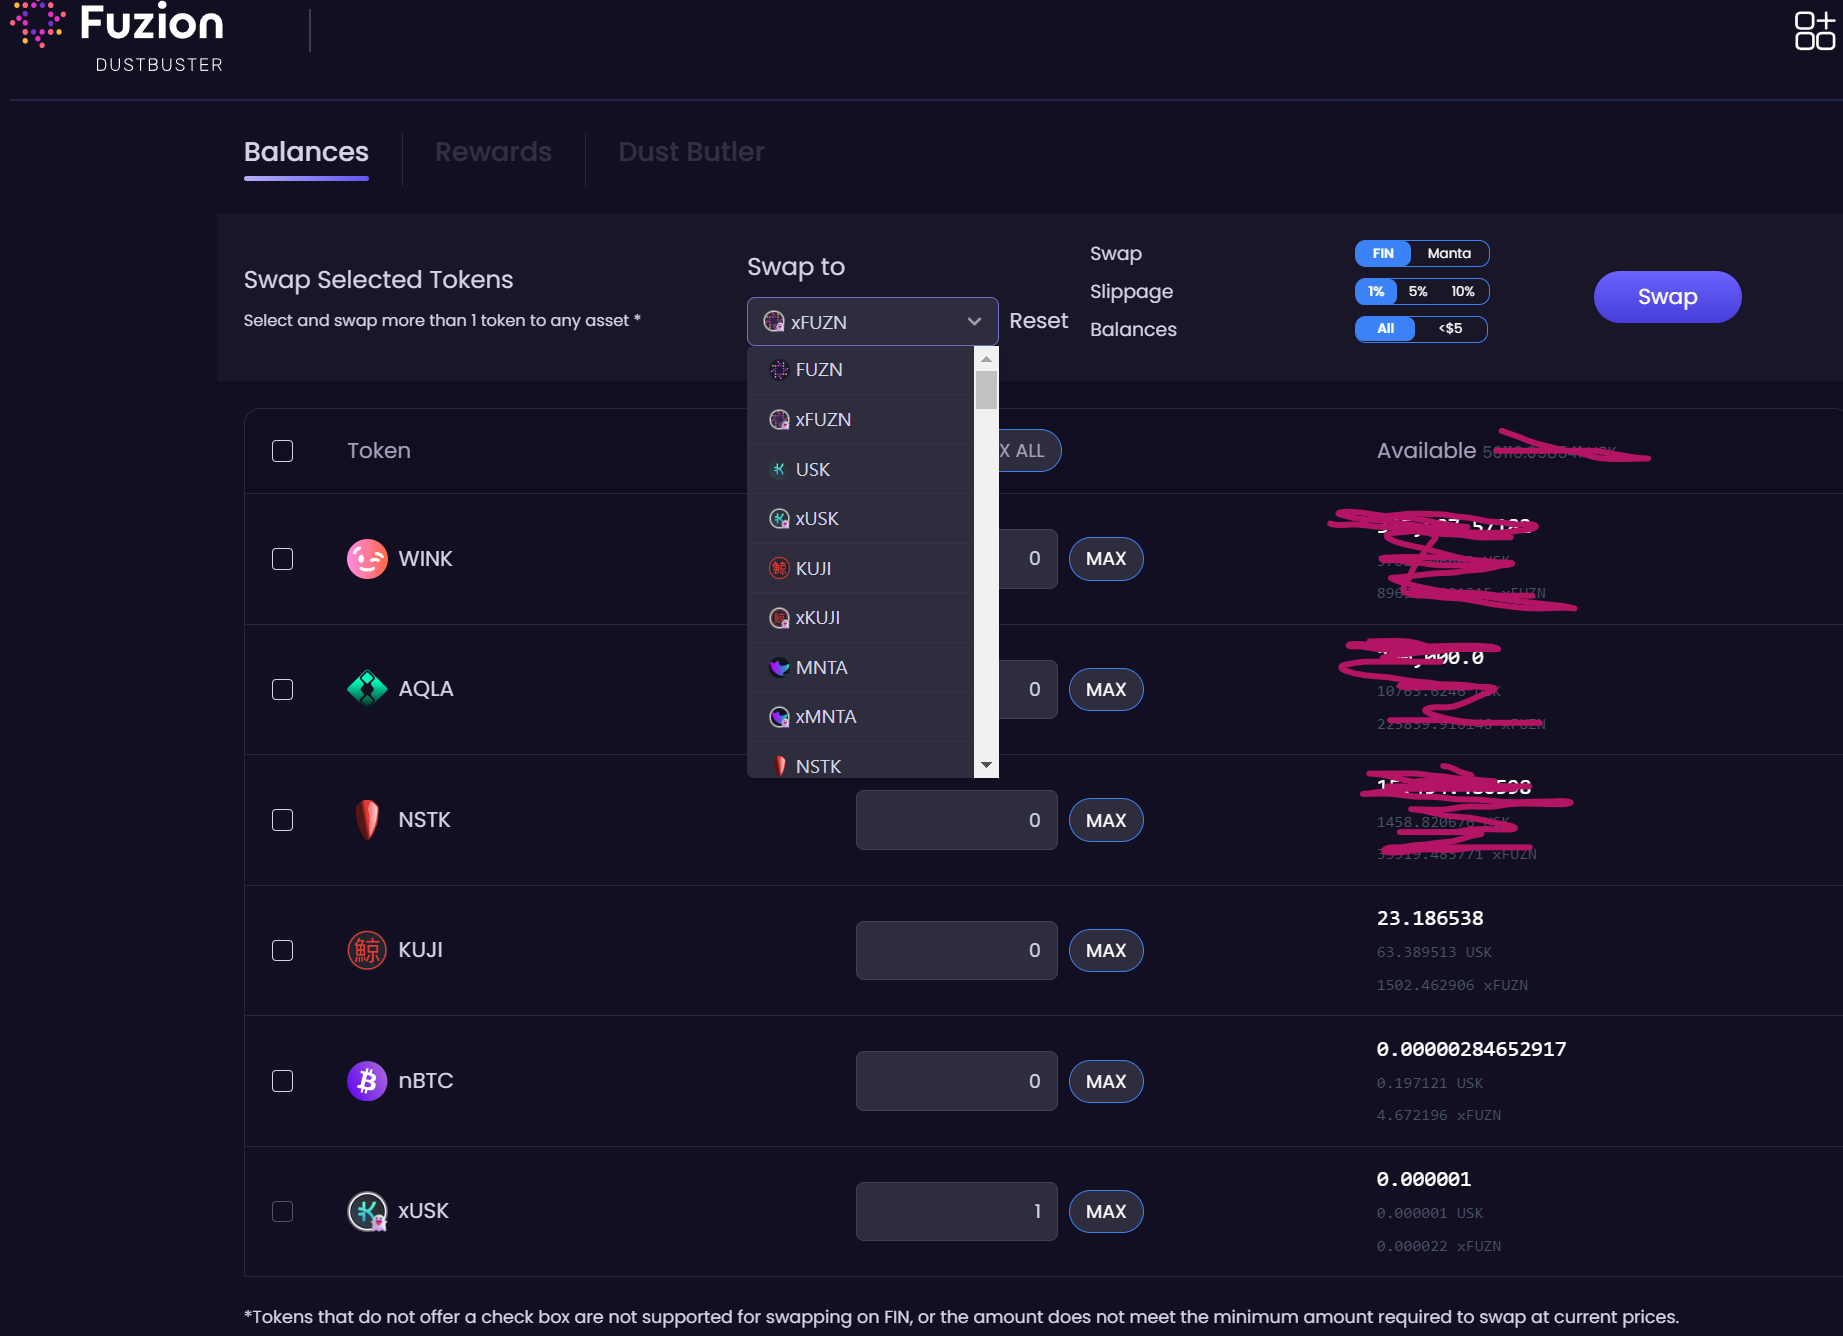 Fuzion
DUSTBUSTER
Balances
Rewards
Dust Butler
Swap Selected Tokens
Select and swap more than 1 token to any asset *
Swap to
xFUZN
Reset
Swap
FIN
Manta
Slippage
1%
5%
10%
Balances
All
<$5
Swap
FUZN
xFUZN
USK
xUSK
KUJI
xKUJI
MNTA
xMNTA
NSTK
Token
X ALL
Available
WINK
0
MAX
xFUZN
AQLA
0
MAX
xFUZN
NSTK
0
MAX
xFUZN
KUJI
鯨
0
MAX
23.186538
63.389513 USK
1502.462906 xFUZN
nBTC
0
MAX
0.00000284652917
0.197121 USK
4.672196 xFUZN
xUSK
1
MAX
0.000001
0.000001 USK
0.000022 xFUZN
*Tokens that do not offer a check box are not supported for swapping on FIN, or the amount does not meet the minimum amount required to swap at current prices.